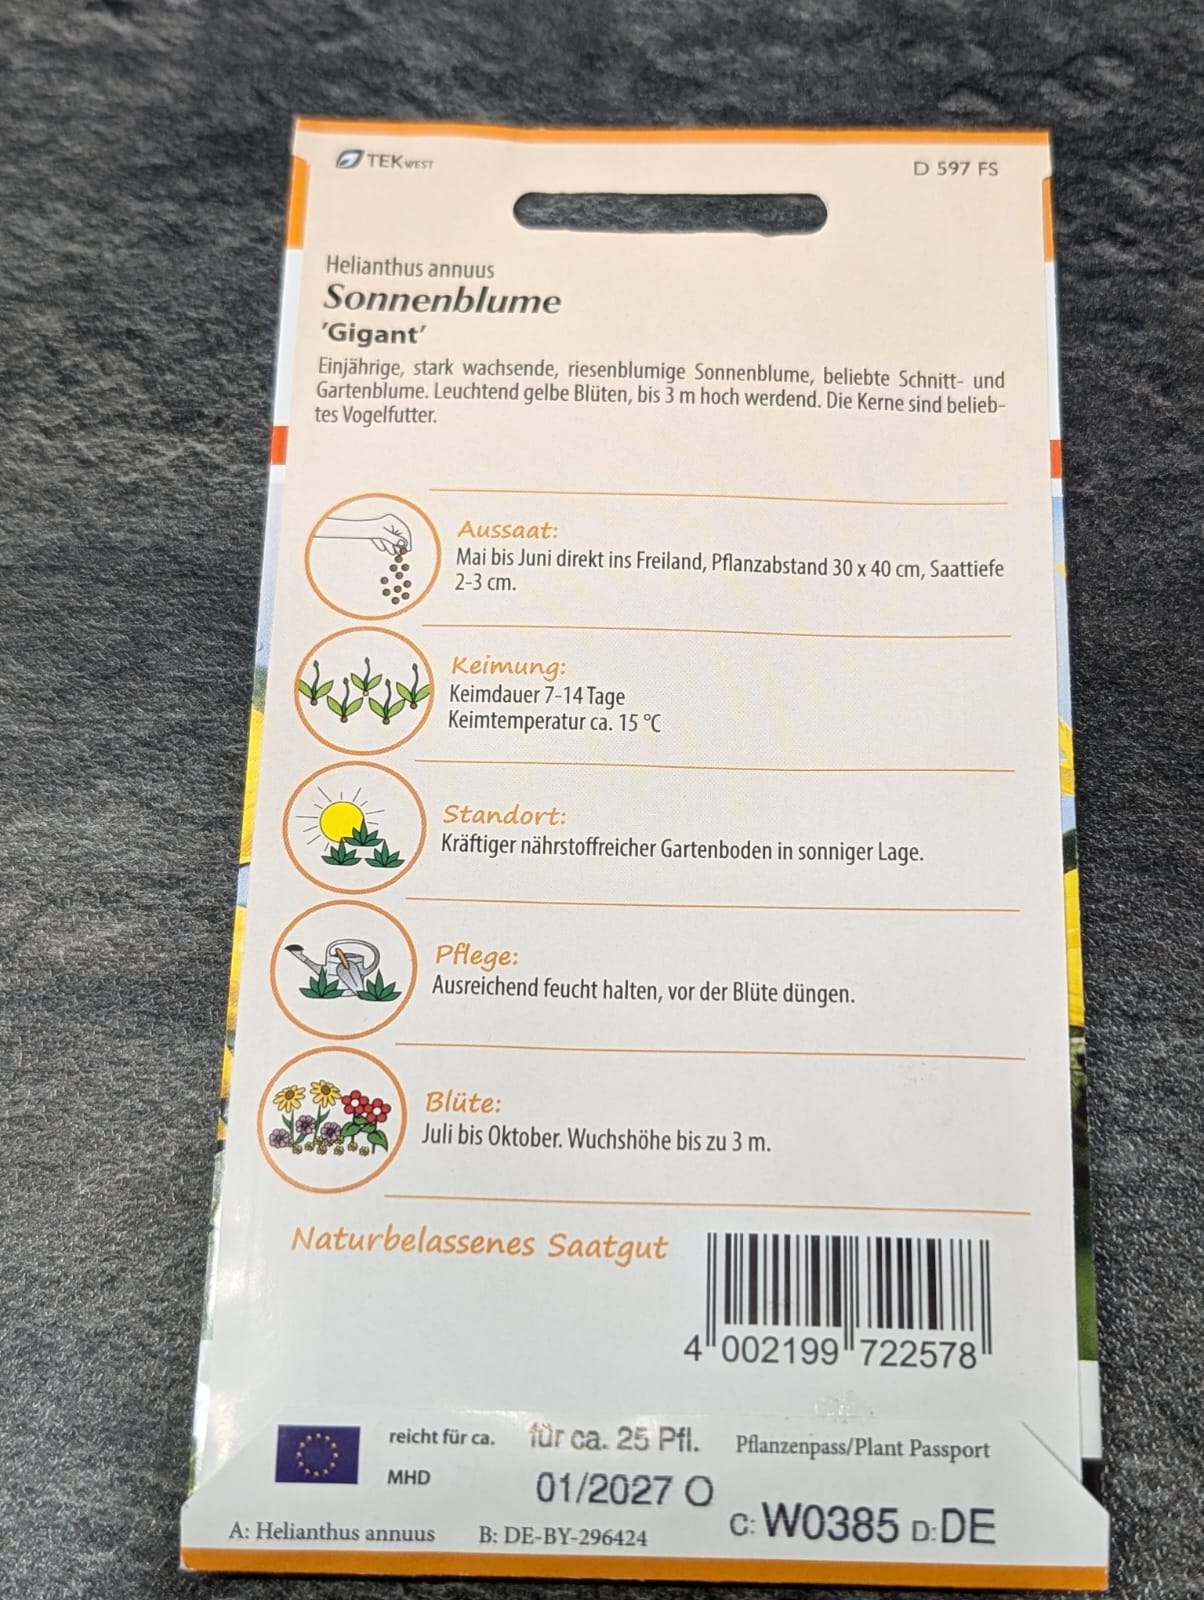 TEKWEST
D 597 FS
Helianthus annuus
Sonnenblume
'Gigant'
Einjährige, stark wachsende, riesenblumige Sonnenblume, beliebte Schnitt- und
Gartenblume. Leuchtend gelbe Blüten, bis 3 m hoch werdend. Die Kerne sind belieb-
tes Vogelfutter.
Aussaat:
Mai bis Juni direkt ins Freiland, Pflanzabstand 30 x 40 cm, Saattiefe
2-3 cm.
Keimung:
Keimdauer 7-14 Tage
Keimtemperatur ca. 15 °C
Standort:
Kräftiger nährstoffreicher Gartenboden in sonniger Lage.
Pflege:
Ausreichend feucht halten, vor der Blüte düngen.
Blüte:
Juli bis Oktober. Wuchshöhe bis zu 3 m.
Naturbelassenes Saatgut
4 002199 722578
reicht für ca. für ca. 25 Pfl. Pflanzenpass/Plant Passport
MHD 01/2027 O
A: Helianthus annuus B: DE-BY-296424 C: W0385 D: DE